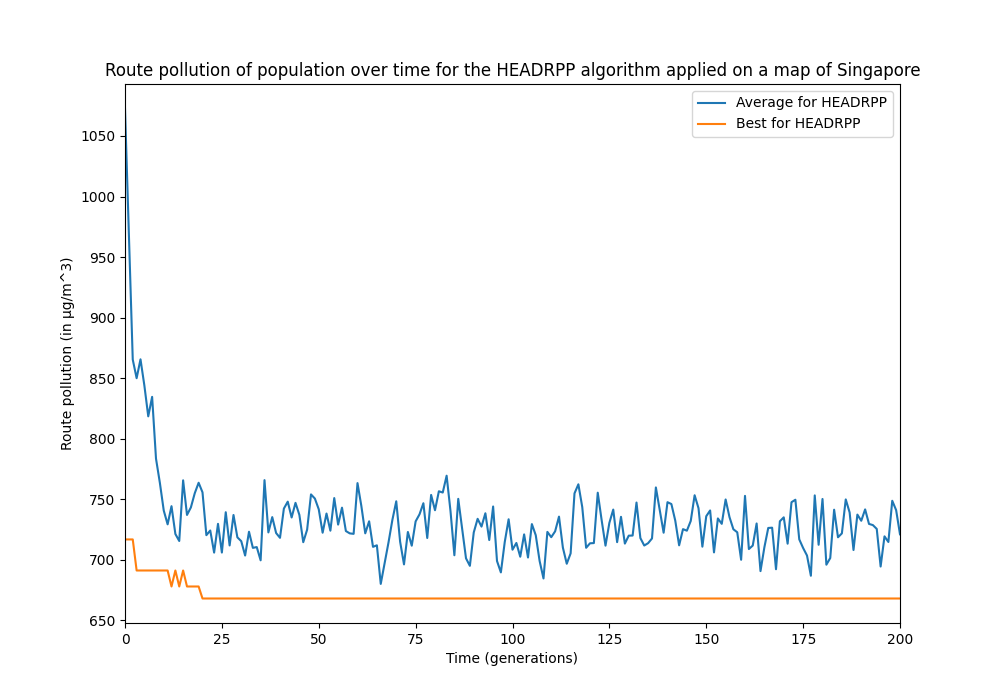 Route pollution of population over time for the HEADRPP algorithm applied on a map of Singapore
Average for HEADRPP
Best for HEADRPP
Route pollution (in µg/m^3)
1050
1000
950
900
850
800
750
700
650
0 25 50 75 100 125 150 175 200
Time (generations)